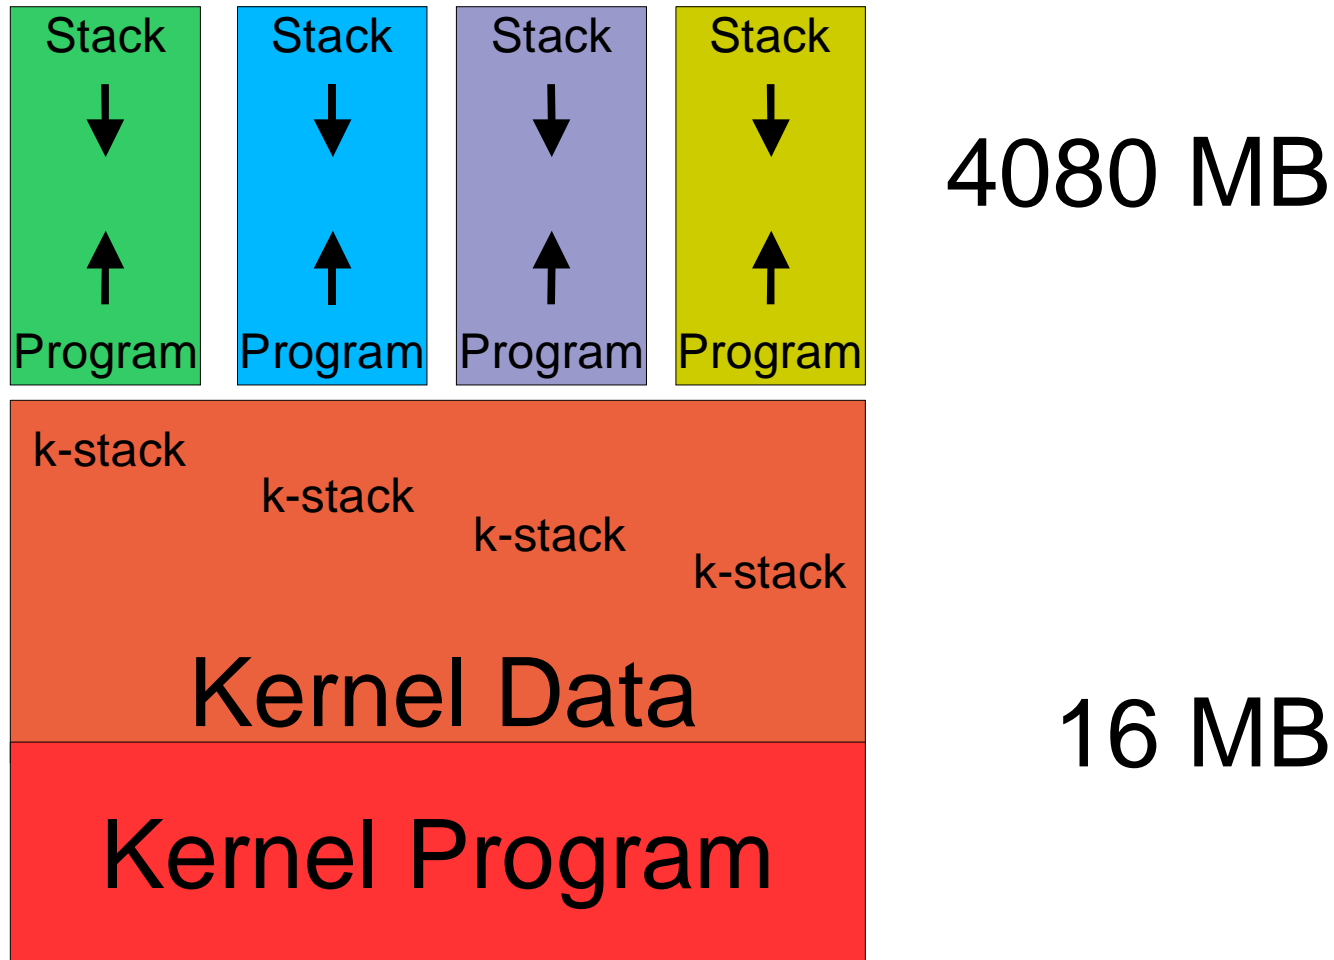 Stack Stack Stack Stack
4080 MB
Program Program Program Program
k-stack
k-stack
k-stack
k-stack
Kernel Data
16 MB
Kernel Program